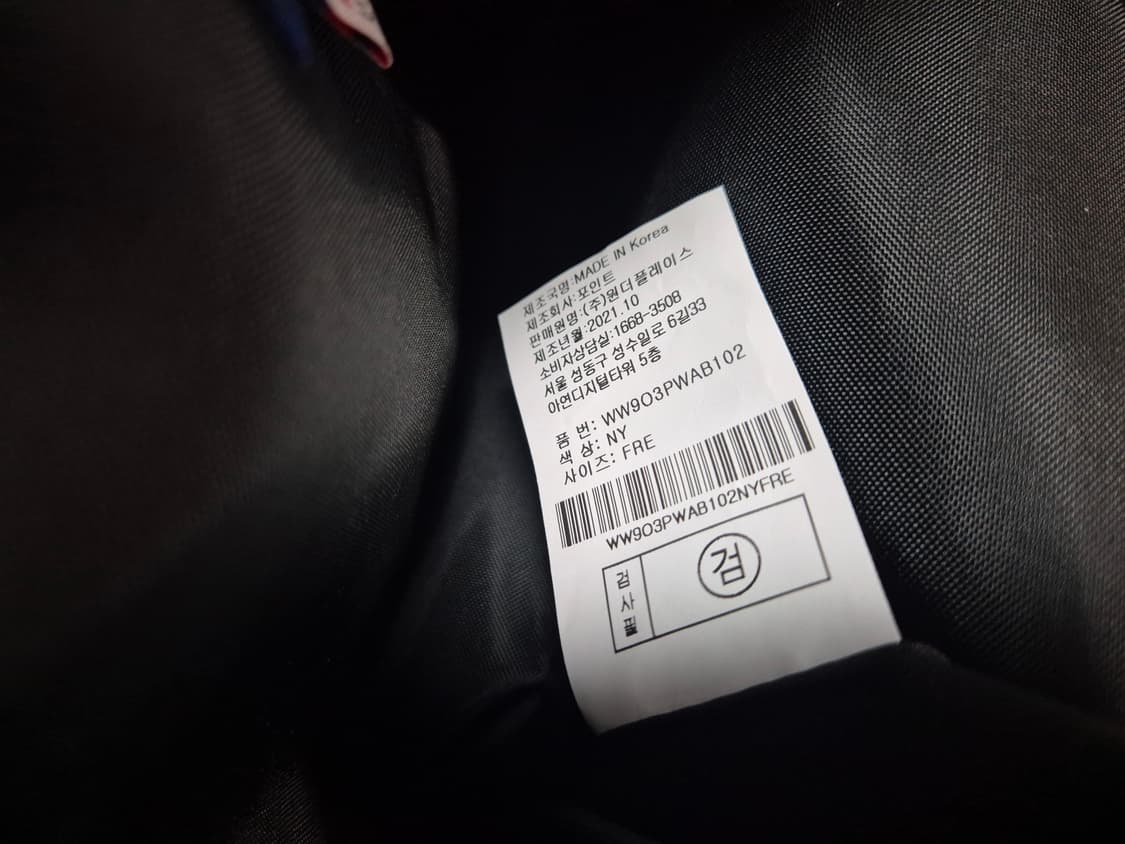 제조국명:MADE IN Korea
제조회사:포인트
판매원명:(주)원더플레이스
제조년월:2021.10
소비자상담실:1668-3508
서울 성동구 성수일로 6길33
아연디지털타워 5층
품 번: WW9O3PWAB102
색 상: NY
사이즈: FRE
WW9O3PWAB102NYFRE
검사필
검